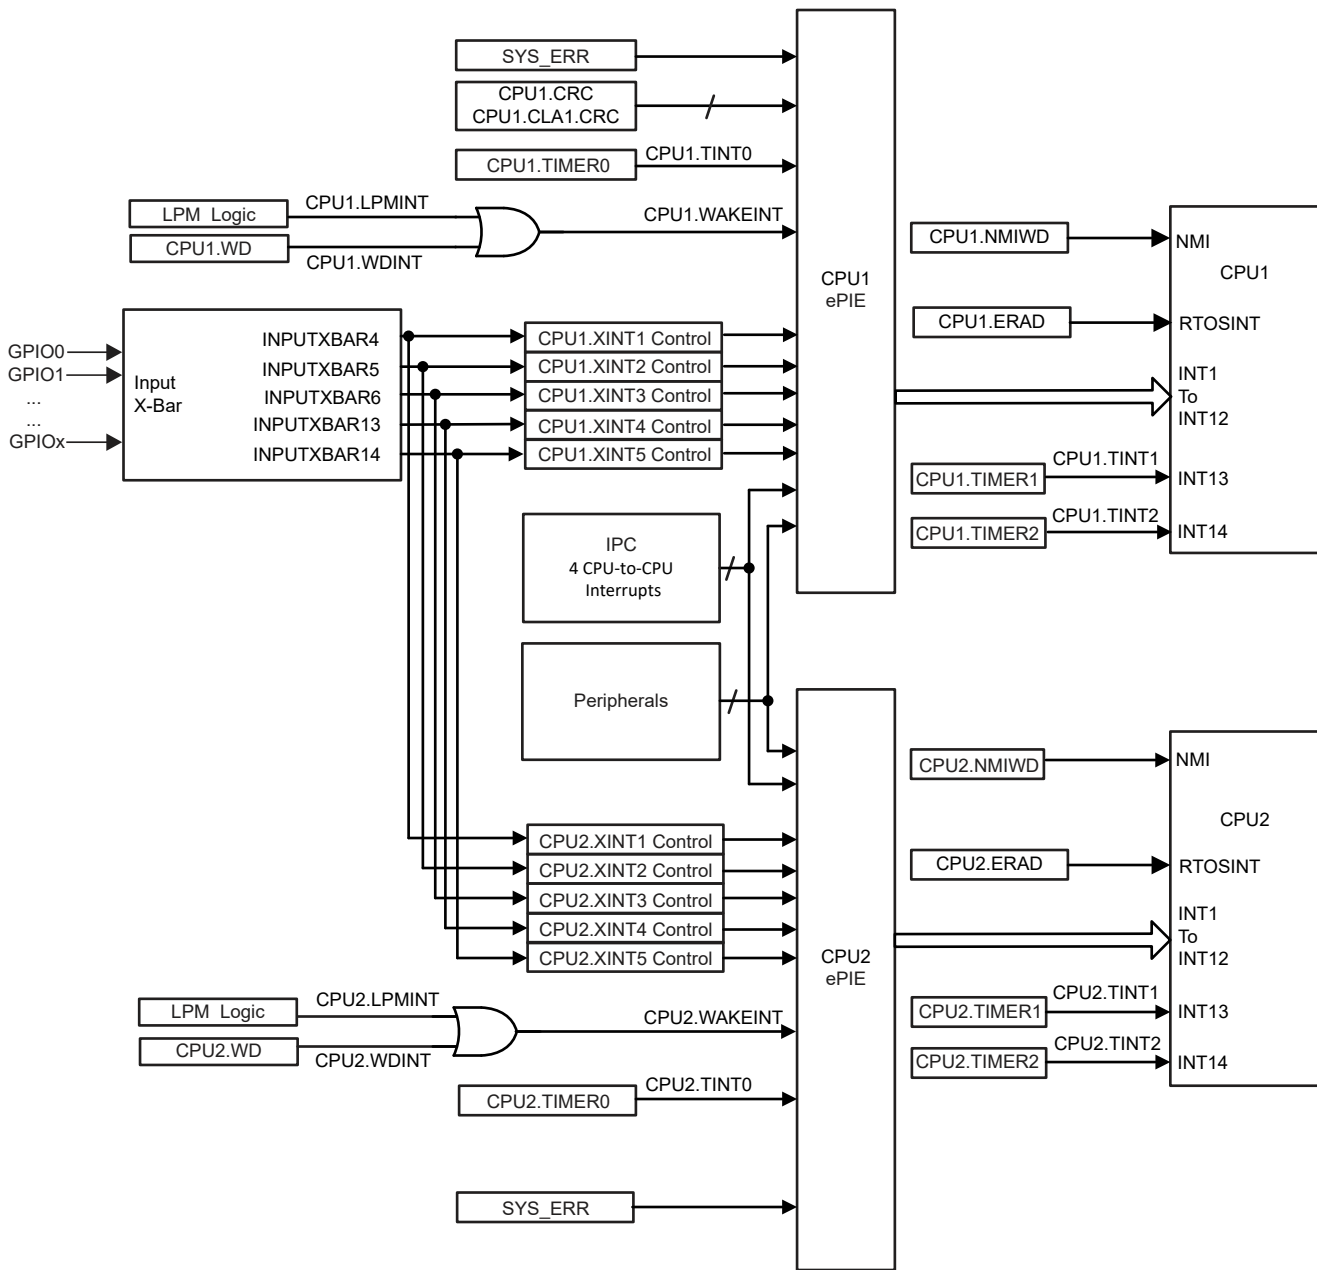 SYS_ERR
CPU1.CRC
CPU1.CLA1.CRC
CPU1.TIMER0
CPU1.TINT0
LPM Logic
CPU1.LPMINT
CPU1.WD
CPU1.WDINT
CPU1.WAKEINT
CPU1
ePIE
GPIO0
GPIO1
...
...
GPIOx
Input
X-Bar
INPUTXBAR4
INPUTXBAR5
INPUTXBAR6
INPUTXBAR13
INPUTXBAR14
CPU1.XINT1 Control
CPU1.XINT2 Control
CPU1.XINT3 Control
CPU1.XINT4 Control
CPU1.XINT5 Control
IPC
4 CPU-to-CPU
Interrupts
Peripherals
CPU1.NMIWD
NMI
CPU1
CPU1.ERAD
RTOSINT
INT1
To
INT12
CPU1.TIMER1
CPU1.TINT1
INT13
CPU1.TIMER2
CPU1.TINT2
INT14
CPU2.XINT1 Control
CPU2.XINT2 Control
CPU2.XINT3 Control
CPU2.XINT4 Control
CPU2.XINT5 Control
LPM Logic
CPU2.LPMINT
CPU2.WD
CPU2.WDINT
CPU2.WAKEINT
CPU2.TIMER0
CPU2.TINT0
SYS_ERR
CPU2
ePIE
CPU2.NMIWD
NMI
CPU2
CPU2.ERAD
RTOSINT
INT1
To
INT12
CPU2.TIMER1
CPU2.TINT1
INT13
CPU2.TIMER2
CPU2.TINT2
INT14